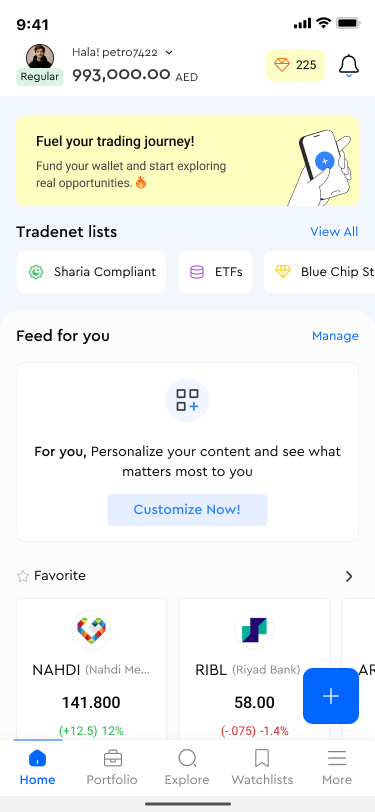 9:41
Hala! petro7422
Regular
993,000.00 AED
225
Fuel your trading journey!
Fund your wallet and start exploring
real opportunities. 🔥
Tradenet lists
View All
Sharia Compliant
ETFs
Blue Chip St
Feed for you
Manage
For you, Personalize your content and see what
matters most to you
Customize Now!
Favorite
NAHDI (Nahdi Me...
141.800
(+12.5) 12%
RIBL (Riyad Bank)
58.00
(-.075) -1.4%
AR
Home
Portfolio
Explore
Watchlists
More